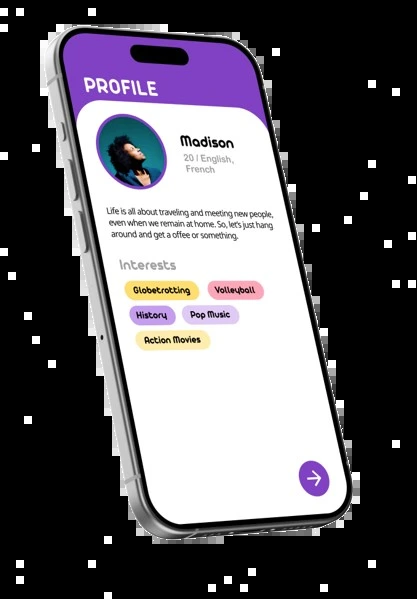 PROFILE
Madison
20 / English,
French
Life is all about traveling and meeting new people,
even when we remain at home. So, let's just hang
around and get a offee or something.
Interests
Globetrotting
Volleyball
History
Pop Music
Action Movies